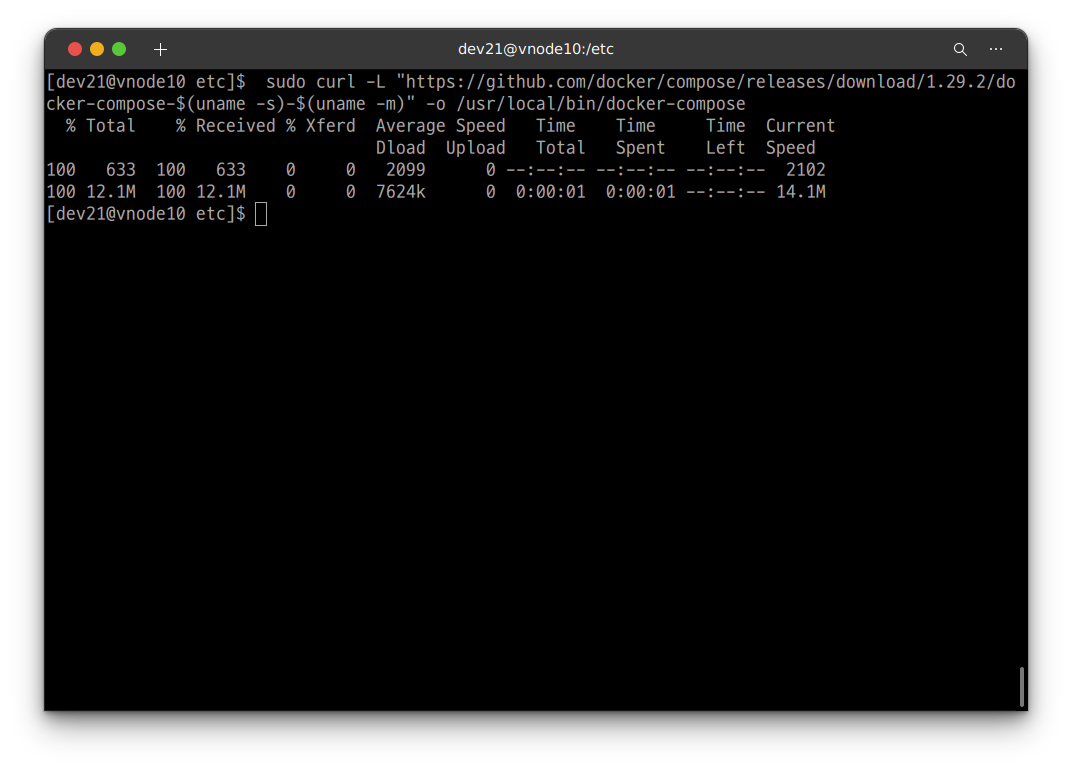 dev21@vnode10:/etc
[dev21@vnode10 etc]$  sudo curl -L "https://github.com/docker/compose/releases/download/1.29.2/do
cker-compose-$(uname -s)-$(uname -m)" -o /usr/local/bin/docker-compose
  % Total    % Received % Xferd  Average Speed   Time    Time     Time  Current
                                 Dload  Upload   Total   Spent    Left  Speed
100   633  100   633    0     0   2099      0 --:--:-- --:--:-- --:--:--  2102
100 12.1M  100 12.1M    0     0  7624k      0  0:00:01  0:00:01 --:--:-- 14.1M
[dev21@vnode10 etc]$